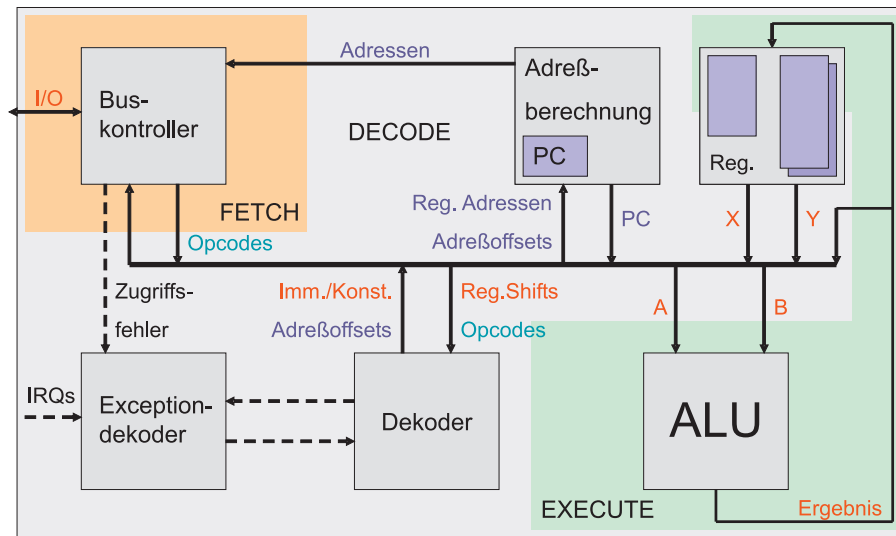 Adressen
I/O
Bus-
kontroller
Adreß-
berechnung
PC
DECODE
Reg.
FETCH
Opcodes
Reg. Adressen
Adreßoffsets
PC
X
Y
Zugriffs-
fehler
Imm./Konst.
Adreßoffsets
Reg.Shifts
Opcodes
A
B
IRQs
Exception-
dekoder
Dekoder
ALU
EXECUTE
Ergebnis